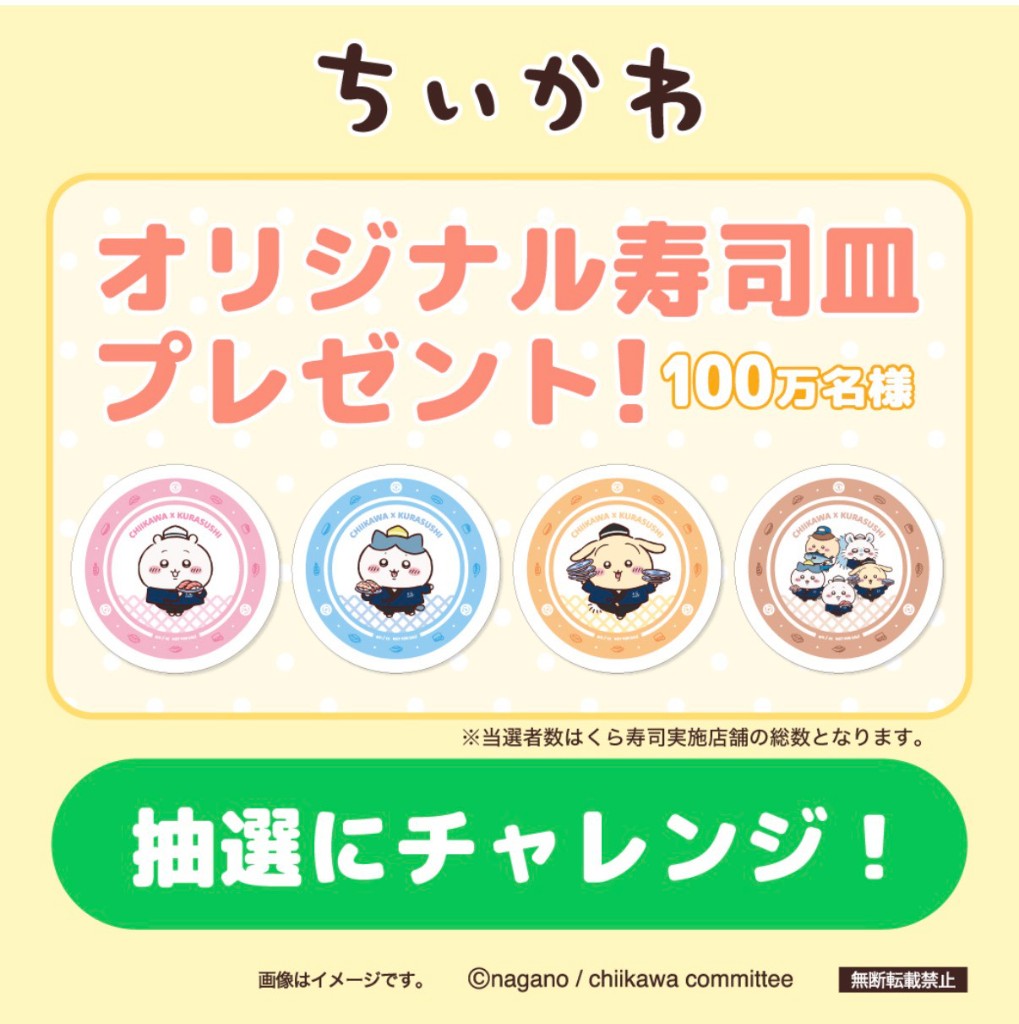 ちいかわ
オリジナル寿司皿
プレゼント!
100万名様
CHIIKAWA x KURASUSHI
CHIIKAWA x KURASUSHI
CHIIKAWA x KURASUSHI
CHIIKAWA x KURASUSHI
※当選者数はくら寿司実施店舗の総数となります。
抽選にチャレンジ!
画像はイメージです。
©nagano / chiikawa committee
無断転載禁止